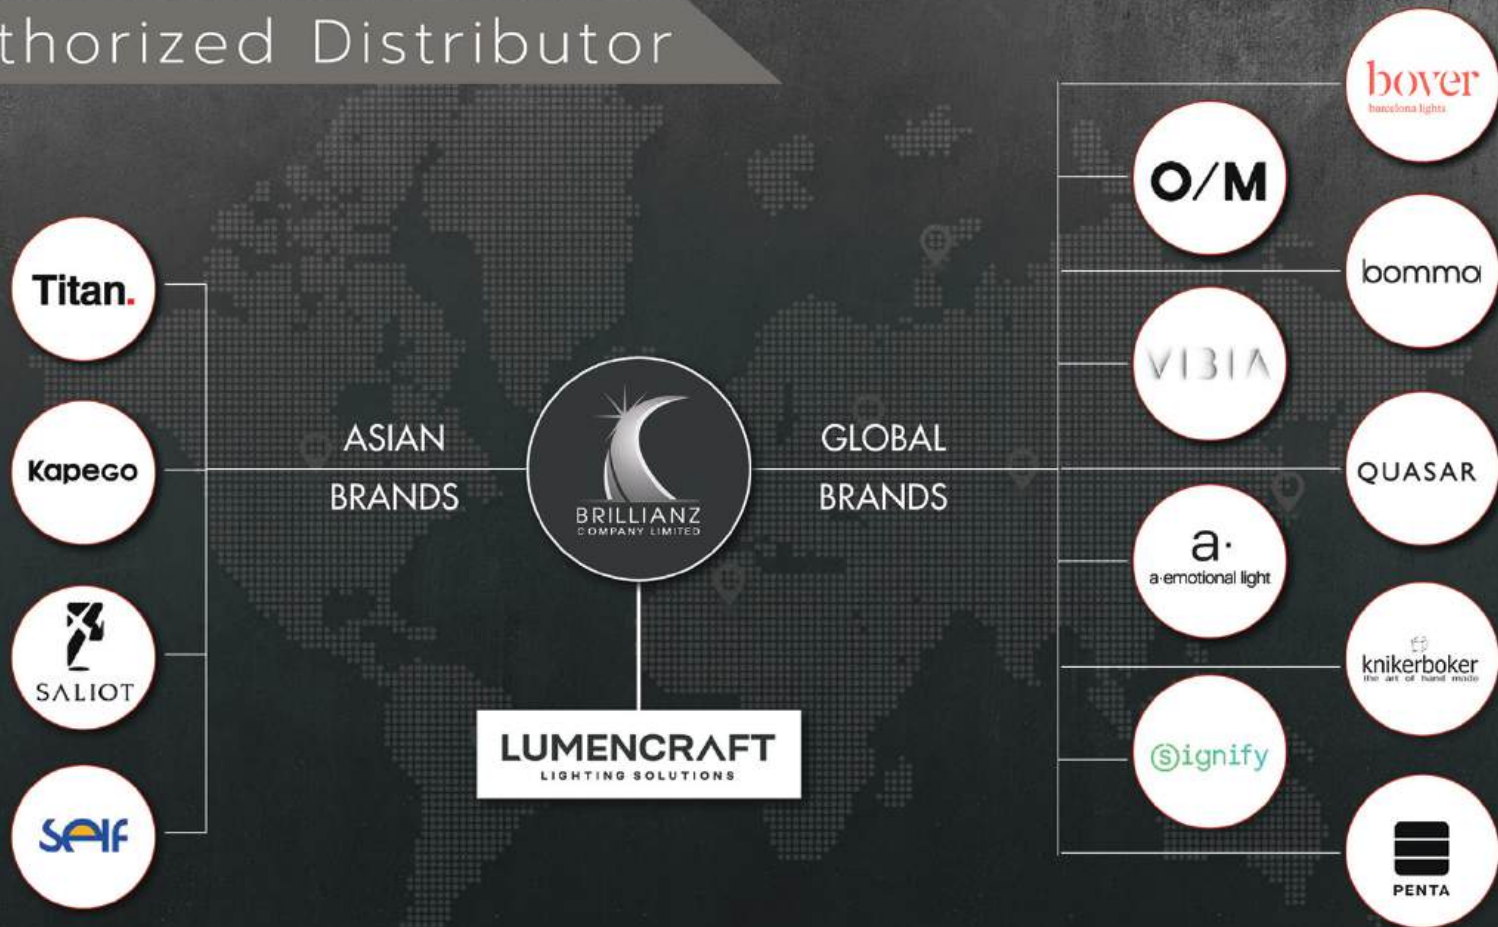 thorized Distributor
bover
barcelona lights
O/M
bomma
Titan.
VIBIA
ASIAN
BRANDS
GLOBAL
BRANDS
Kapego
QUASAR
BRILLIANZ
COMPANY LIMITED
a·
a·emotional light
SALIOT
knikerboker
the art of hand made
LUMENCRAFT
LIGHTING SOLUTIONS
signify
SEIF
PENTA